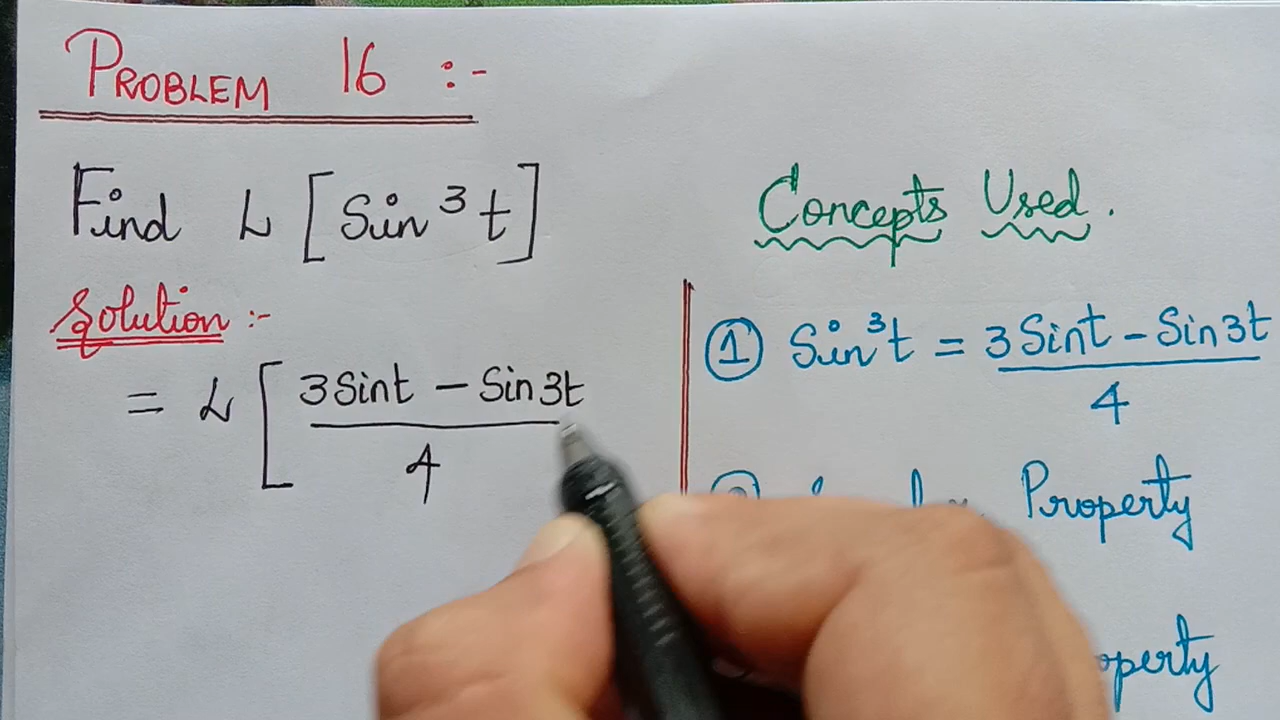 PROBLEM 16 :-
Find L [Sin³t]
Solution :-
= L [ 3Sint - Sin3t
4
Concepts Used.
① Sin³t = 3Sint - Sin3t
4
Property